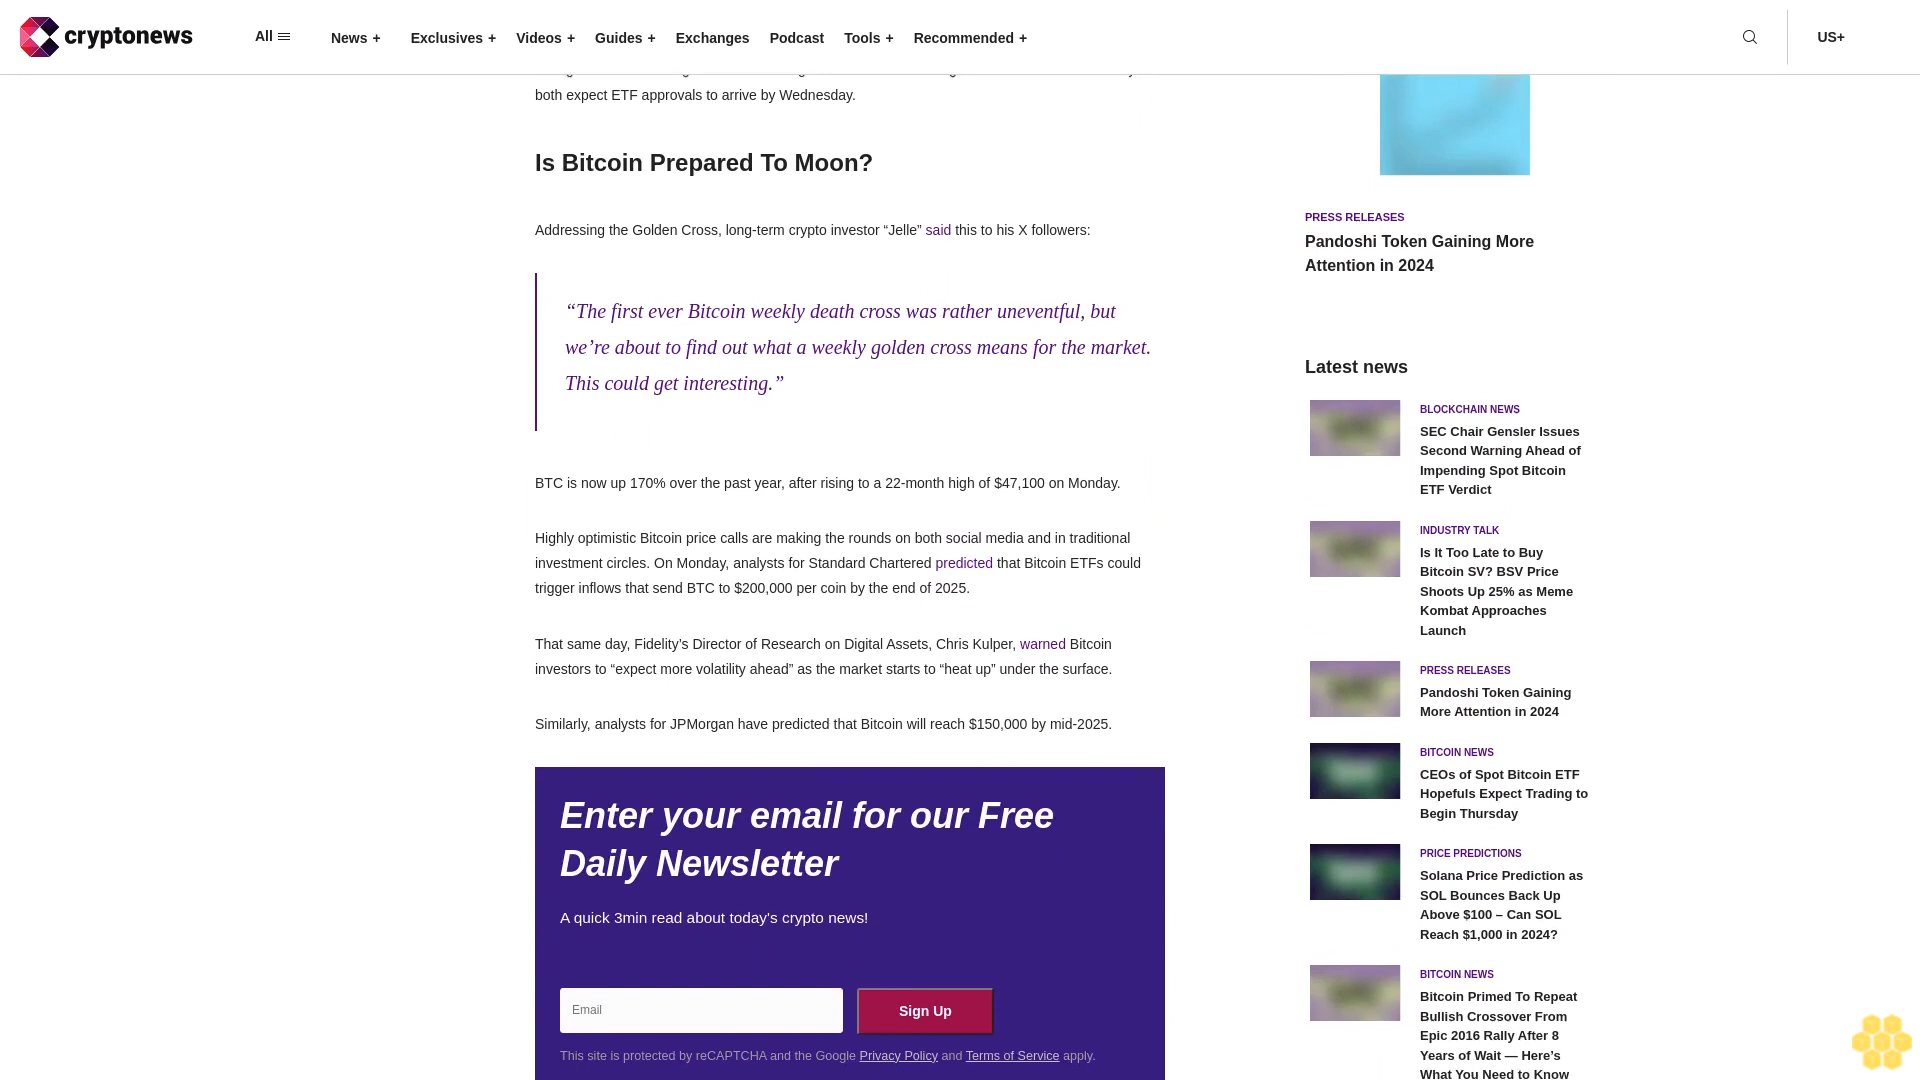 cryptonews
All
News +
Exclusives +
Videos +
Guides +
Exchanges
Podcast
Tools +
Recommended +
US+
both expect ETF approvals to arrive by Wednesday.
Is Bitcoin Prepared To Moon?
Addressing the Golden Cross, long-term crypto investor “Jelle” said this to his X followers:
“The first ever Bitcoin weekly death cross was rather uneventful, but
we’re about to find out what a weekly golden cross means for the market.
This could get interesting.”
BTC is now up 170% over the past year, after rising to a 22-month high of $47,100 on Monday.
Highly optimistic Bitcoin price calls are making the rounds on both social media and in traditional
investment circles. On Monday, analysts for Standard Chartered predicted that Bitcoin ETFs could
trigger inflows that send BTC to $200,000 per coin by the end of 2025.
That same day, Fidelity’s Director of Research on Digital Assets, Chris Kulper, warned Bitcoin
investors to “expect more volatility ahead” as the market starts to “heat up” under the surface.
Similarly, analysts for JPMorgan have predicted that Bitcoin will reach $150,000 by mid-2025.
Enter your email for our Free
Daily Newsletter
A quick 3min read about today's crypto news!
Email
Sign Up
This site is protected by reCAPTCHA and the Google Privacy Policy and Terms of Service apply.
PRESS RELEASES
Pandoshi Token Gaining More
Attention in 2024
Latest news
BLOCKCHAIN NEWS
SEC Chair Gensler Issues
Second Warning Ahead of
Impending Spot Bitcoin
ETF Verdict
INDUSTRY TALK
Is It Too Late to Buy
Bitcoin SV? BSV Price
Shoots Up 25% as Meme
Kombat Approaches
Launch
PRESS RELEASES
Pandoshi Token Gaining
More Attention in 2024
BITCOIN NEWS
CEOs of Spot Bitcoin ETF
Hopefuls Expect Trading to
Begin Thursday
PRICE PREDICTIONS
Solana Price Prediction as
SOL Bounces Back Up
Above $100 – Can SOL
Reach $1,000 in 2024?
BITCOIN NEWS
Bitcoin Primed To Repeat
Bullish Crossover From
Epic 2016 Rally After 8
Years of Wait — Here’s
What You Need to Know